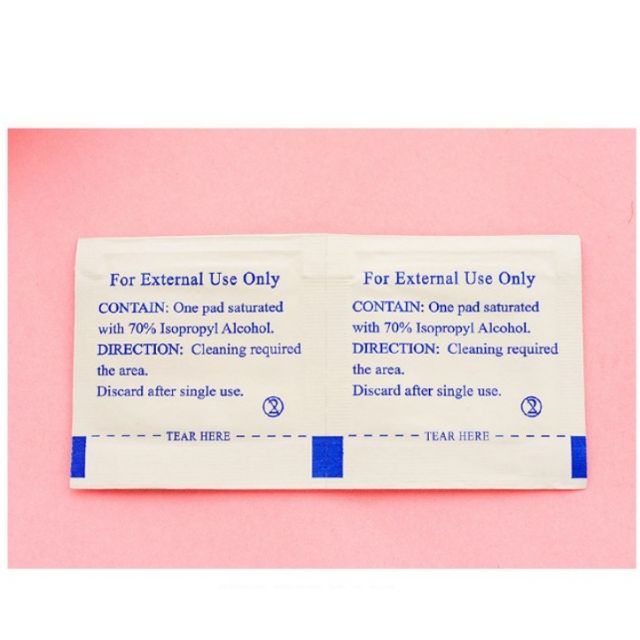 For External Use Only
CONTAIN: One pad saturated
with 70% Isopropyl Alcohol.
DIRECTION: Cleaning required
the area.
Discard after single use.
2
TEAR HERE
For External Use Only
CONTAIN: One pad saturated
with 70% Isopropyl Alcohol.
DIRECTION: Cleaning required
the area.
Discard after single use.
2
TEAR HERE